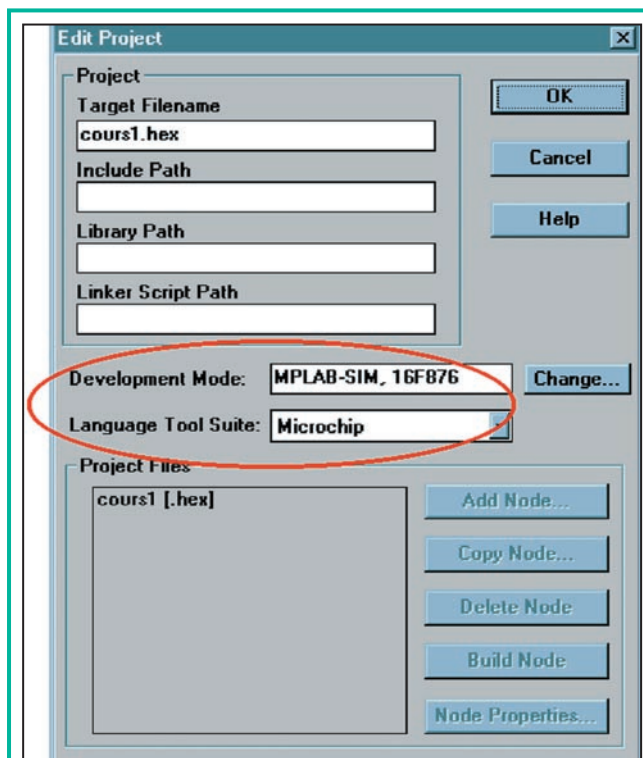 Edit Project
Project
Target Filename
cours1.hex
Include Path
Library Path
Linker Script Path
OK
Cancel
Help
Development Mode: MPLAB-SIM, 16F876 Change...
Language Tool Suite: Microchip
Project Files
cours1 [.hex]
Add Node...
Copy Node...
Delete Node
Build Node
Node Properties...